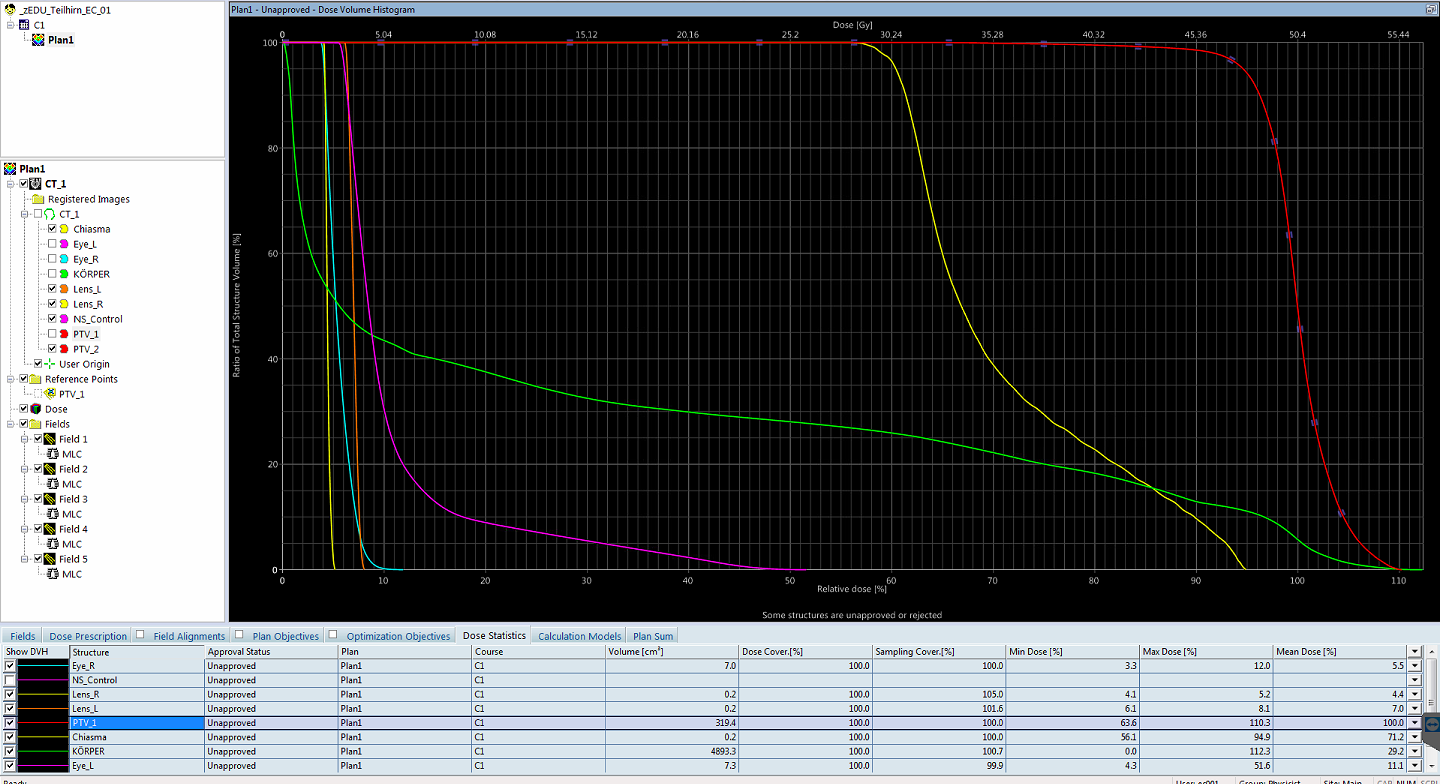 _zEDU_Teilhirn_EC_01
C1
Plan1
Plan1
CT_1
Registered Images
CT_1
Chiasma
Eye_L
Eye_R
KÖRPER
Lens_L
Lens_R
NS_Control
PTV_1
PTV_2
User Origin
Reference Points
PTV_1
Dose
Fields
Field 1
MLC
Field 2
MLC
Field 3
MLC
Field 4
MLC
Field 5
MLC
Plan1 - Unapproved - Dose Volume Histogram
Dose [Gy]
0 5.04 10.08 15.12 20.16 25.2 30.24 35.28 40.32 45.36 50.4 55.44
100
80
60
40
20
0
Ratio of Total Structure Volume [%]
0 10 20 30 40 50 60 70 80 90 100 110
Relative dose [%]
Some structures are unapproved or rejected
Fields Dose Prescription Field Alignments Plan Objectives Optimization Objectives Dose Statistics Calculation Models Plan Sum
Show DVH Structure Approval Status Plan Course Volume [cm³] Dose Cover.[%] Sampling Cover.[%] Min Dose [%] Max Dose [%] Mean Dose [%]
Eye_R Unapproved Plan1 C1 7.0 100.0 100.0 3.3 12.0 5.5
NS_Control Unapproved Plan1 C1
Lens_R Unapproved Plan1 C1 0.2 100.0 105.0 4.1 5.2 4.4
Lens_L Unapproved Plan1 C1 0.2 100.0 101.6 6.1 8.1 7.0
PTV_1 Unapproved Plan1 C1 319.4 100.0 100.0 63.6 110.3 100.0
Chiasma Unapproved Plan1 C1 0.2 100.0 100.0 56.1 94.9 71.2
KÖRPER Unapproved Plan1 C1 4893.3 100.0 100.7 0.0 112.3 29.2
Eye_L Unapproved Plan1 C1 7.3 100.0 99.9 4.3 51.6 11.1
Ready User: ec001 Group: Physicist Site: Main CAP NUM SCRL